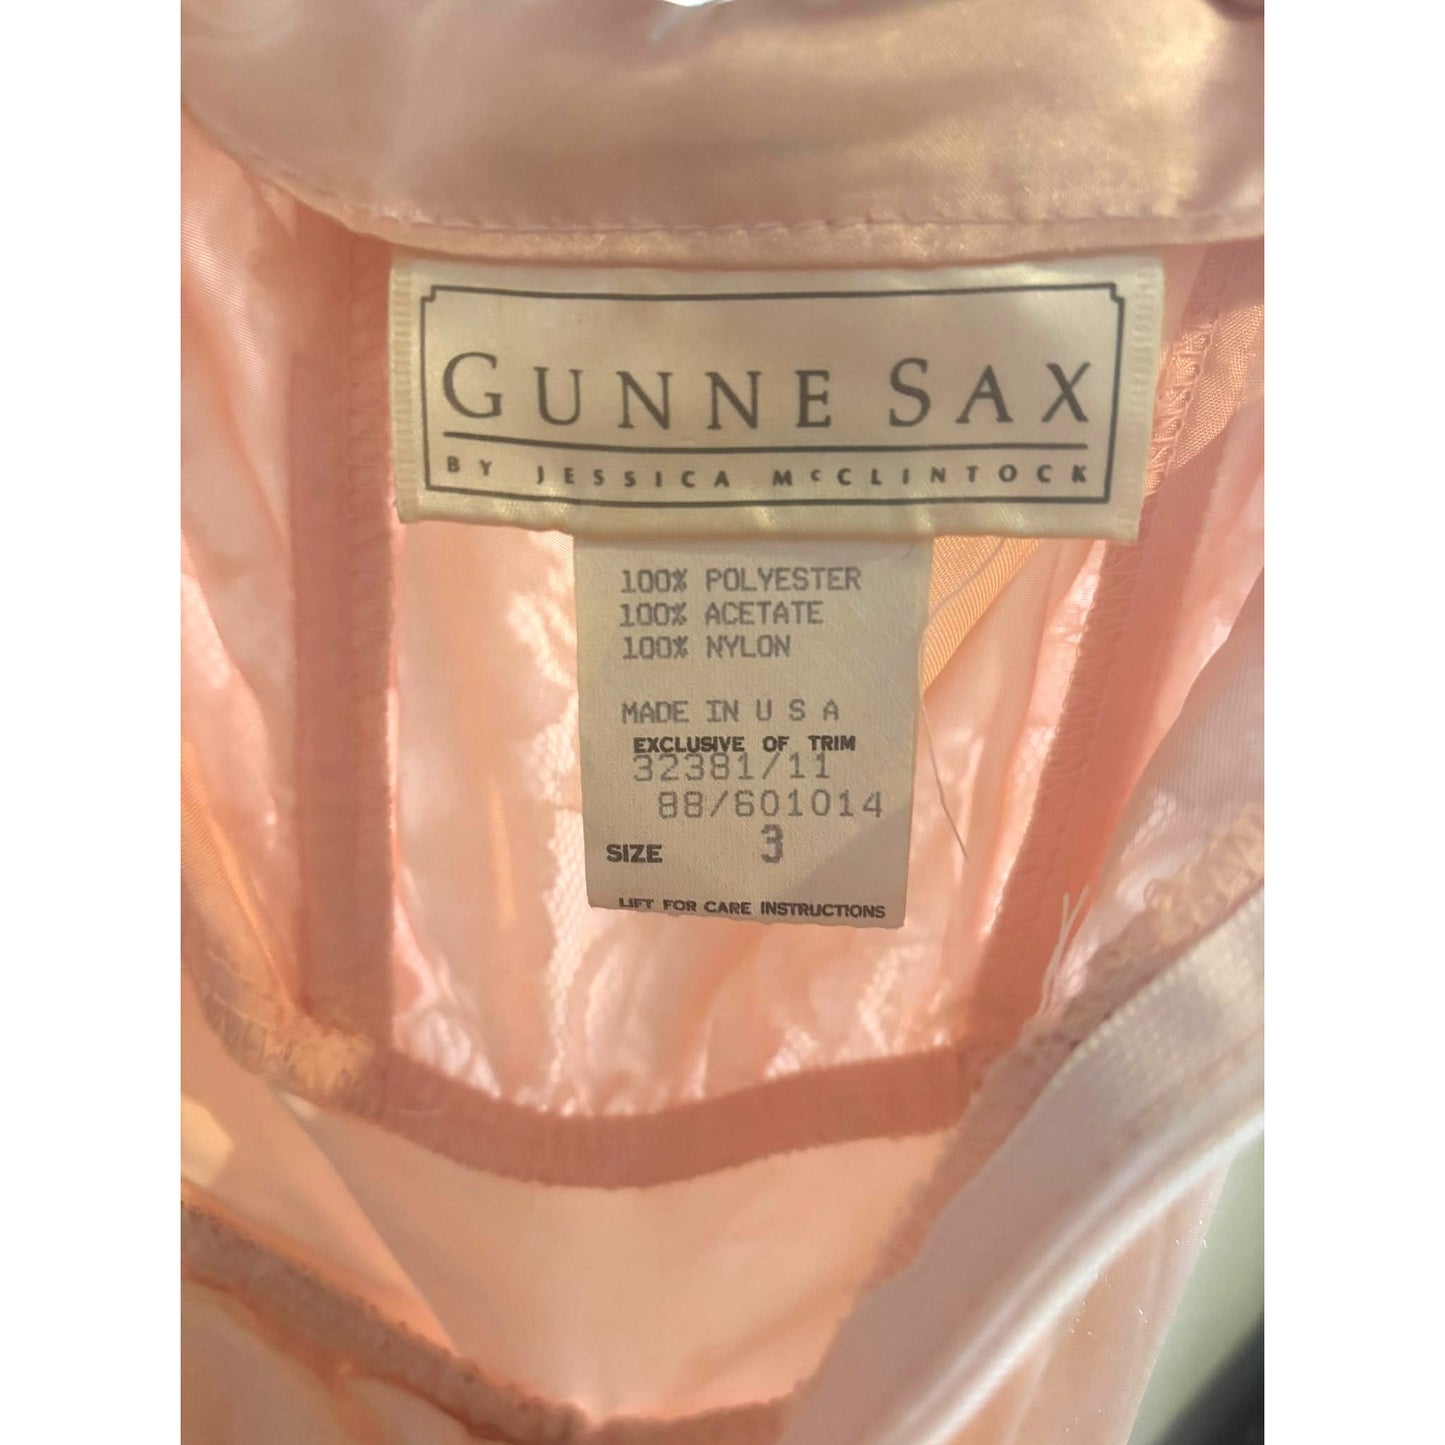 GUNNE SAX
BY JESSICA McCLINTOCK
100% POLYESTER
100% ACETATE
100% NYLON
MADE IN U S A
EXCLUSIVE OF TRIM
32381/11
88/601014
SIZE 3
LIFT FOR CARE INSTRUCTIONS